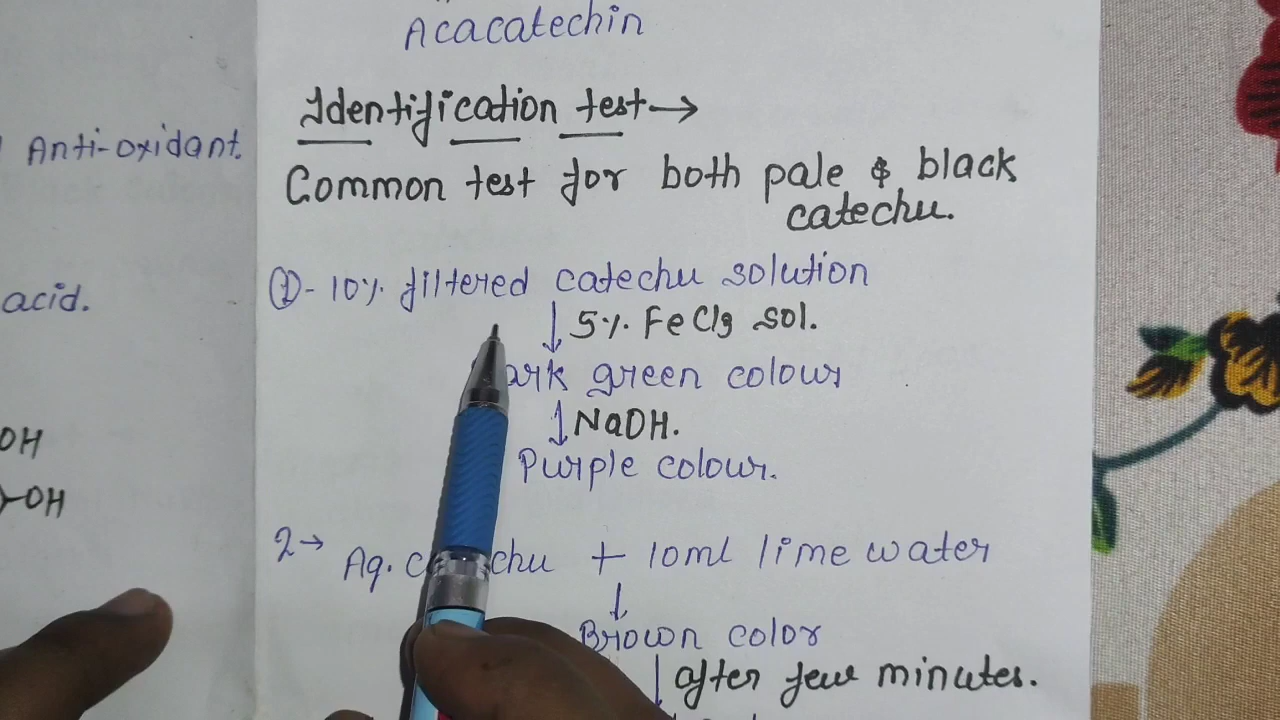 Acacatechin
Identification test →
Common test for both pale & black
catechu.
①- 10% filtered catechu solution
↓ 5% FeCl3 sol.
green colour
↓ NaOH.
Purple colour.
2→ Aq. + 10ml lime water
↓
Brown color
↓ after few minutes.
Anti-oxidant.
acid.
OH
-OH